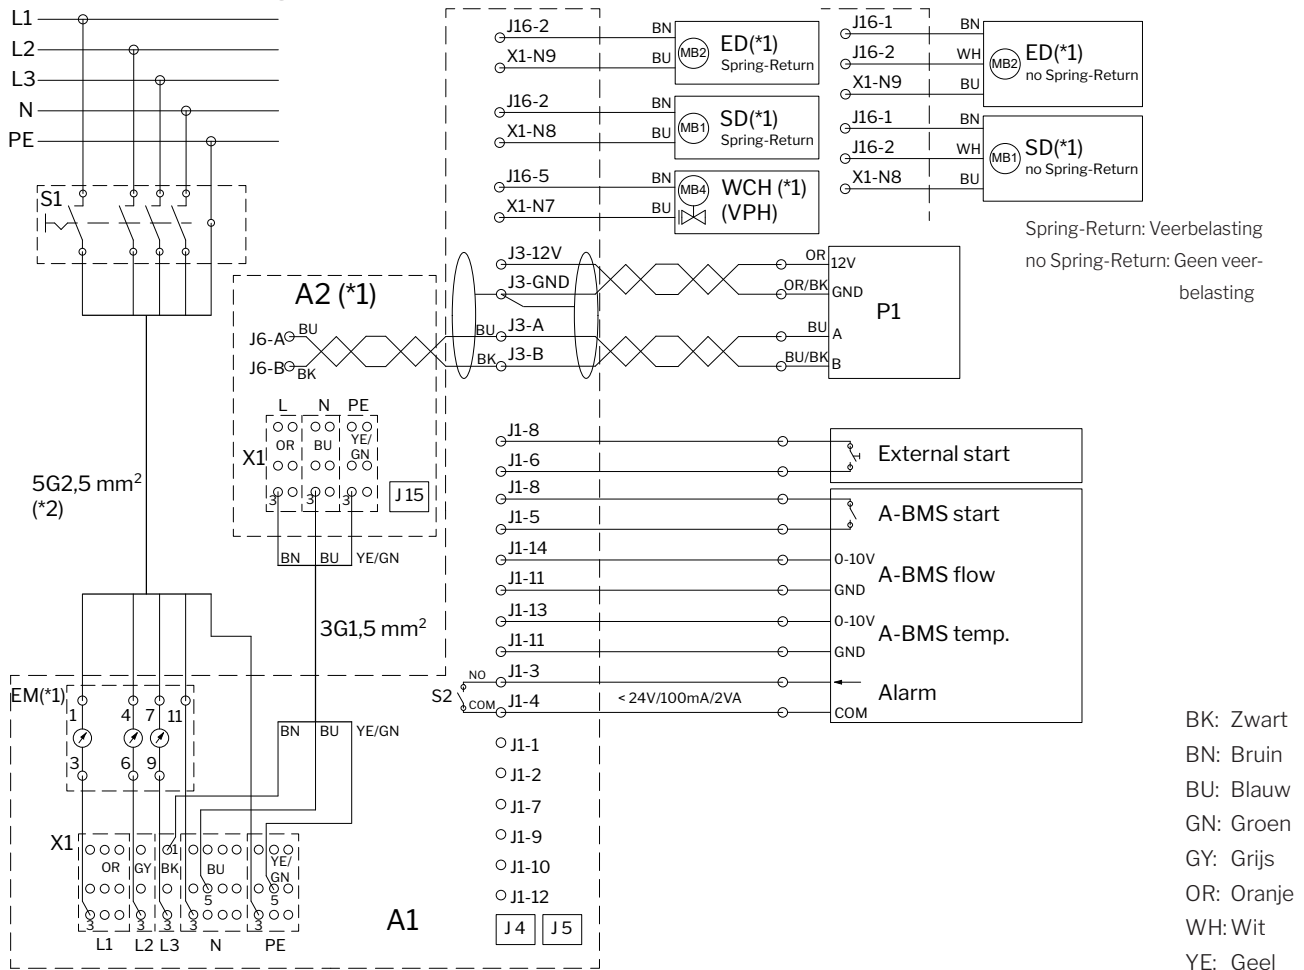 L1
L2
L3
N
PE
S1
J16-2 BN
X1-N9 BU
MB2 ED(*1)
Spring-Return
J16-2 BN
X1-N8 BU
MB1 SD(*1)
Spring-Return
J16-5 BN
X1-N7 BU
MB4 WCH (*1)
(VPH)
J16-1 BN
J16-2 WH
X1-N9 BU
MB2 ED(*1)
no Spring-Return
J16-1 BN
J16-2 WH
X1-N8 BU
MB1 SD(*1)
no Spring-Return
Spring-Return: Veerbelasting
no Spring-Return: Geen veer-
belasting
A2 (*1)
J6-A BU
J6-B BK
J3-12V OR 12V
J3-GND OR/BK GND
BU J3-A BU A
BK J3-B BU/BK B
P1
L N PE
X1 OR BU YE/
GN
3 3 3
J 15
BN BU YE/GN
5G2,5 mm²
(*2)
3G1,5 mm²
J1-8
J1-6
External start
J1-8
J1-5
A-BMS start
J1-14 0-10V
J1-11 GND
A-BMS flow
J1-13 0-10V
J1-11 GND
A-BMS temp.
S2 NO J1-3
COM J1-4 < 24V/100mA/2VA COM
Alarm
J1-1
J1-2
J1-7
J1-9
J1-10
J1-12
J 4 J 5
EM(*1)
1 4 7 11
3 6 9
BN BU YE/GN
X1 1
OR GY BK BU YE/
GN
5 5
3 3 3 3 3
L1 L2 L3 N PE
A1
BK: Zwart
BN: Bruin
BU: Blauw
GN: Groen
GY: Grijs
OR: Oranje
WH: Wit
YE: Geel